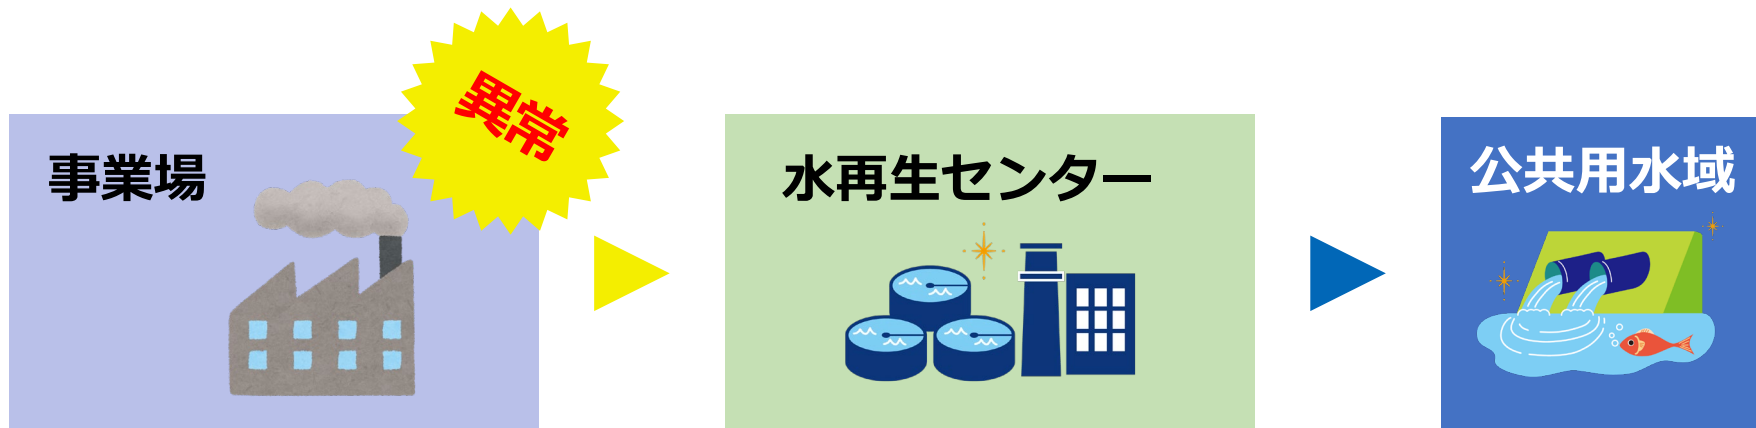 事業場
異常
水再生センター
公共用水域